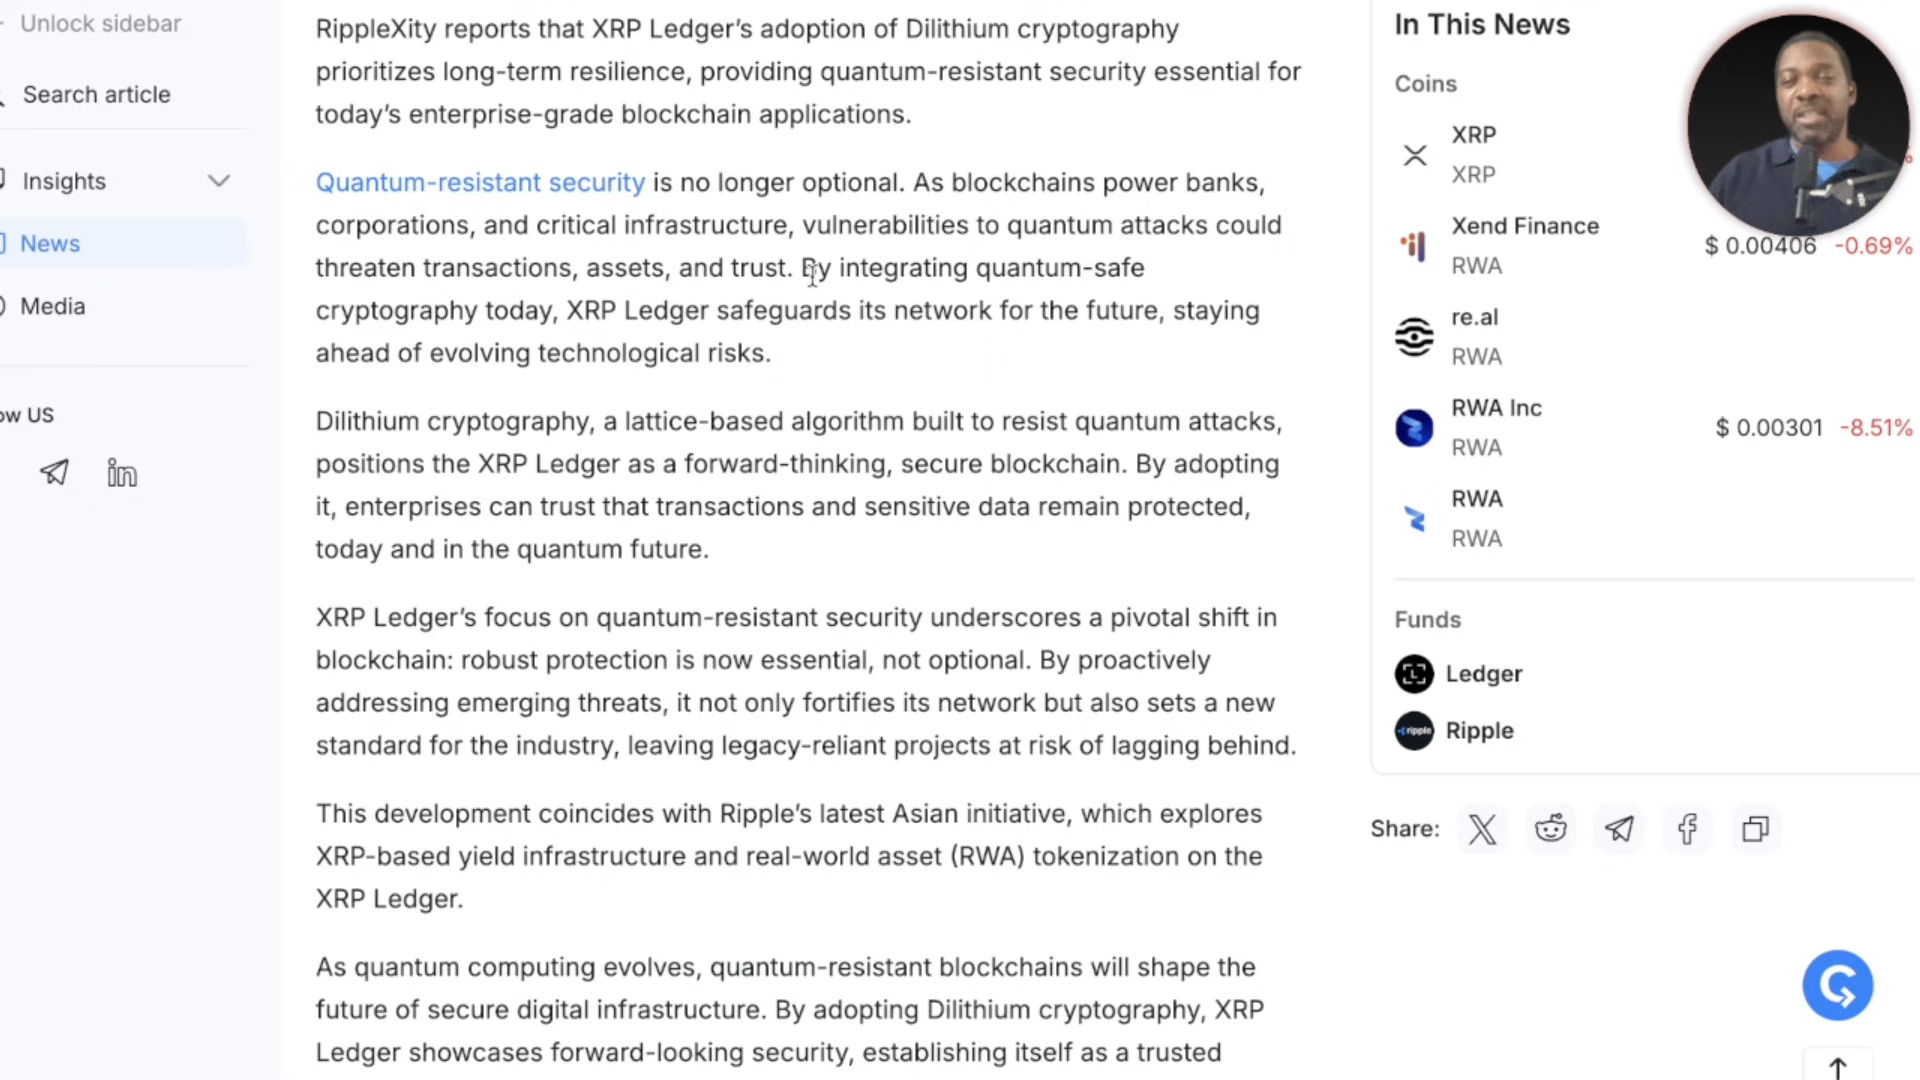 Unlock sidebar
Search article
Insights
News
Media
ow US
RippleXity reports that XRP Ledger’s adoption of Dilithium cryptography
prioritizes long-term resilience, providing quantum-resistant security essential for
today’s enterprise-grade blockchain applications.
Quantum-resistant security is no longer optional. As blockchains power banks,
corporations, and critical infrastructure, vulnerabilities to quantum attacks could
threaten transactions, assets, and trust. By integrating quantum-safe
cryptography today, XRP Ledger safeguards its network for the future, staying
ahead of evolving technological risks.
Dilithium cryptography, a lattice-based algorithm built to resist quantum attacks,
positions the XRP Ledger as a forward-thinking, secure blockchain. By adopting
it, enterprises can trust that transactions and sensitive data remain protected,
today and in the quantum future.
XRP Ledger’s focus on quantum-resistant security underscores a pivotal shift in
blockchain: robust protection is now essential, not optional. By proactively
addressing emerging threats, it not only fortifies its network but also sets a new
standard for the industry, leaving legacy-reliant projects at risk of lagging behind.
This development coincides with Ripple’s latest Asian initiative, which explores
XRP-based yield infrastructure and real-world asset (RWA) tokenization on the
XRP Ledger.
As quantum computing evolves, quantum-resistant blockchains will shape the
future of secure digital infrastructure. By adopting Dilithium cryptography, XRP
Ledger showcases forward-looking security, establishing itself as a trusted
In This News
Coins
XRP
XRP
%
Xend Finance
RWA
$ 0.00406 -0.69%
re.al
RWA
RWA Inc
RWA
$ 0.00301 -8.51%
RWA
RWA
Funds
Ledger
ripple
Ripple
Share: